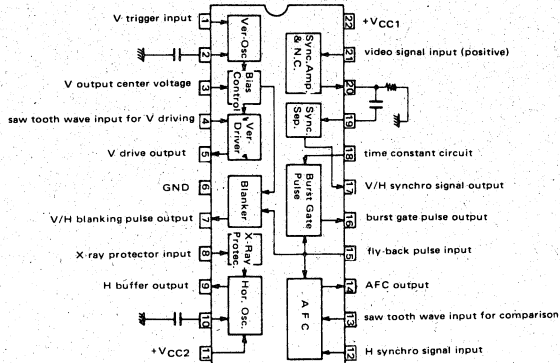 V trigger input
1
2
V output center voltage
3
saw tooth wave input for V driving
4
V drive output
5
GND
6
V/H blanking pulse output
7
X-ray protector input
8
H buffer output
9
10
+VCC2
11
Ver-Osc.
Bias
Control
Ver-
Driver
Blanker
X-Ray
Protec.
Hor. Osc.
Sync. Amp.
& N.C.
Sync.
Sep.
Burst Gate
Pulse
AFC
22
+VCC1
21
video signal input (positive)
20
19
18
time constant circuit
17
V/H synchro signal output
16
burst gate pulse output
15
fly-back pulse input
14
AFC output
13
saw tooth wave input for comparison
12
H synchro signal input